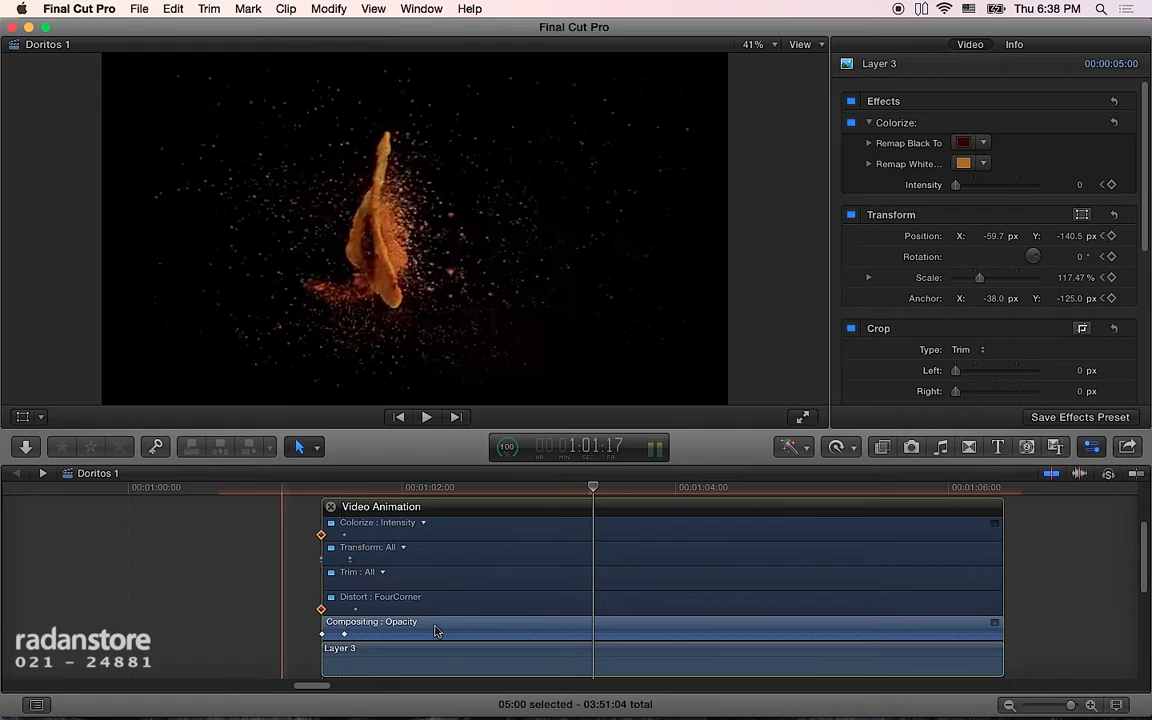 Final Cut Pro File Edit Trim Mark Clip Modify View Window Help Thu 6:38 PM
Final Cut Pro
Doritos 1 41% View Video Info
Layer 3 00:00:05:00
Effects
Colorize:
Remap Black To
Remap White...
Intensity 0
Transform
Position: X: -59.7 px Y: -140.5 px
Rotation: 0 °
Scale: 117.47 %
Anchor: X: -38.0 px Y: -125.0 px
Crop
Type: Trim
Left: 0 px
Right: 0 px
Save Effects Preset
100 1:01:17
HR MIN SEC FR
Doritos 1
00:01:00:00 00:01:02:00 00:01:04:00 00:01:06:00
Video Animation
Colorize : Intensity
Transform: All
Trim : All
Distort : FourCorner
Compositing : Opacity
Layer 3
radanstore
021 - 24881
05:00 selected - 03:51:04 total